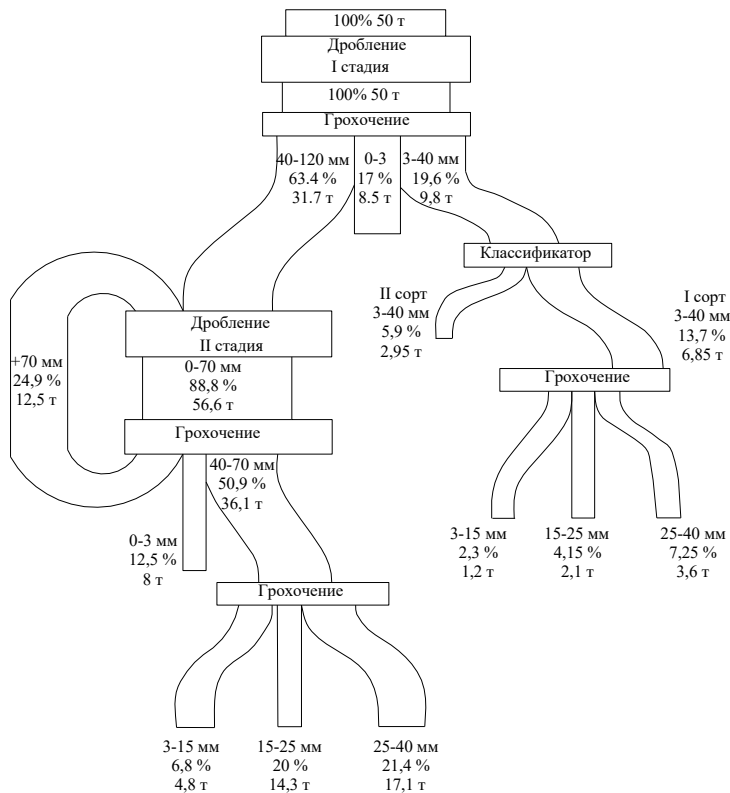 100% 50 т
Дробление
I стадия
100% 50 т
Грохочение
40-120 мм
63.4 %
31.7 т
0-3
17 %
8.5 т
3-40 мм
19,6 %
9,8 т
Классификатор
II сорт
3-40 мм
5,9 %
2,95 т
I сорт
3-40 мм
13,7 %
6,85 т
Дробление
II стадия
+70 мм
24,9 %
12,5 т
0-70 мм
88,8 %
56,6 т
Грохочение
Грохочение
40-70 мм
50,9 %
36,1 т
0-3 мм
12,5 %
8 т
3-15 мм
2,3 %
1,2 т
15-25 мм
4,15 %
2,1 т
25-40 мм
7,25 %
3,6 т
Грохочение
3-15 мм
6,8 %
4,8 т
15-25 мм
20 %
14,3 т
25-40 мм
21,4 %
17,1 т